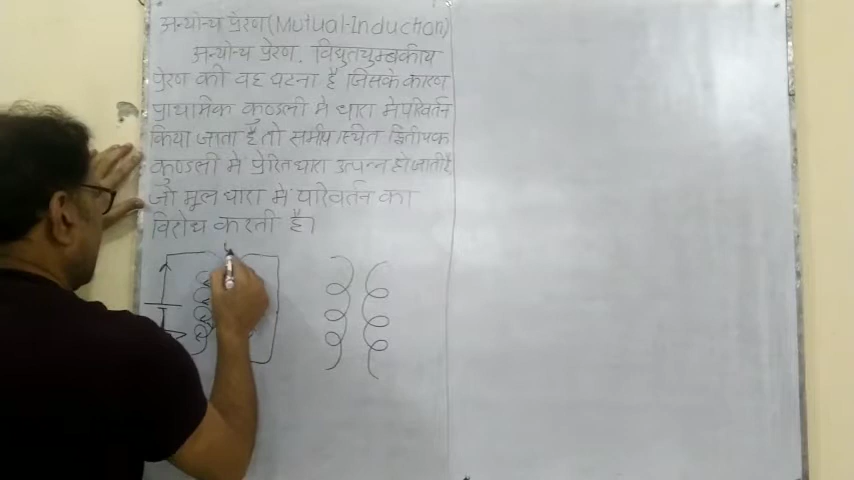 अन्योन्य प्रेरण (Mutual-Induction)
अन्योन्य प्रेरण, विद्युतचुम्बकीय
प्रेरण की वह घटना है जिसके कारण
प्राथमिक कुण्डली में धारा में परिवर्तन
किया जाता है तो समीप स्थित द्वितीयक
कुण्डली में प्रेरित धारा उत्पन्न हो जाती है
जो मूल धारा में परिवर्तन का
विरोध करती है।